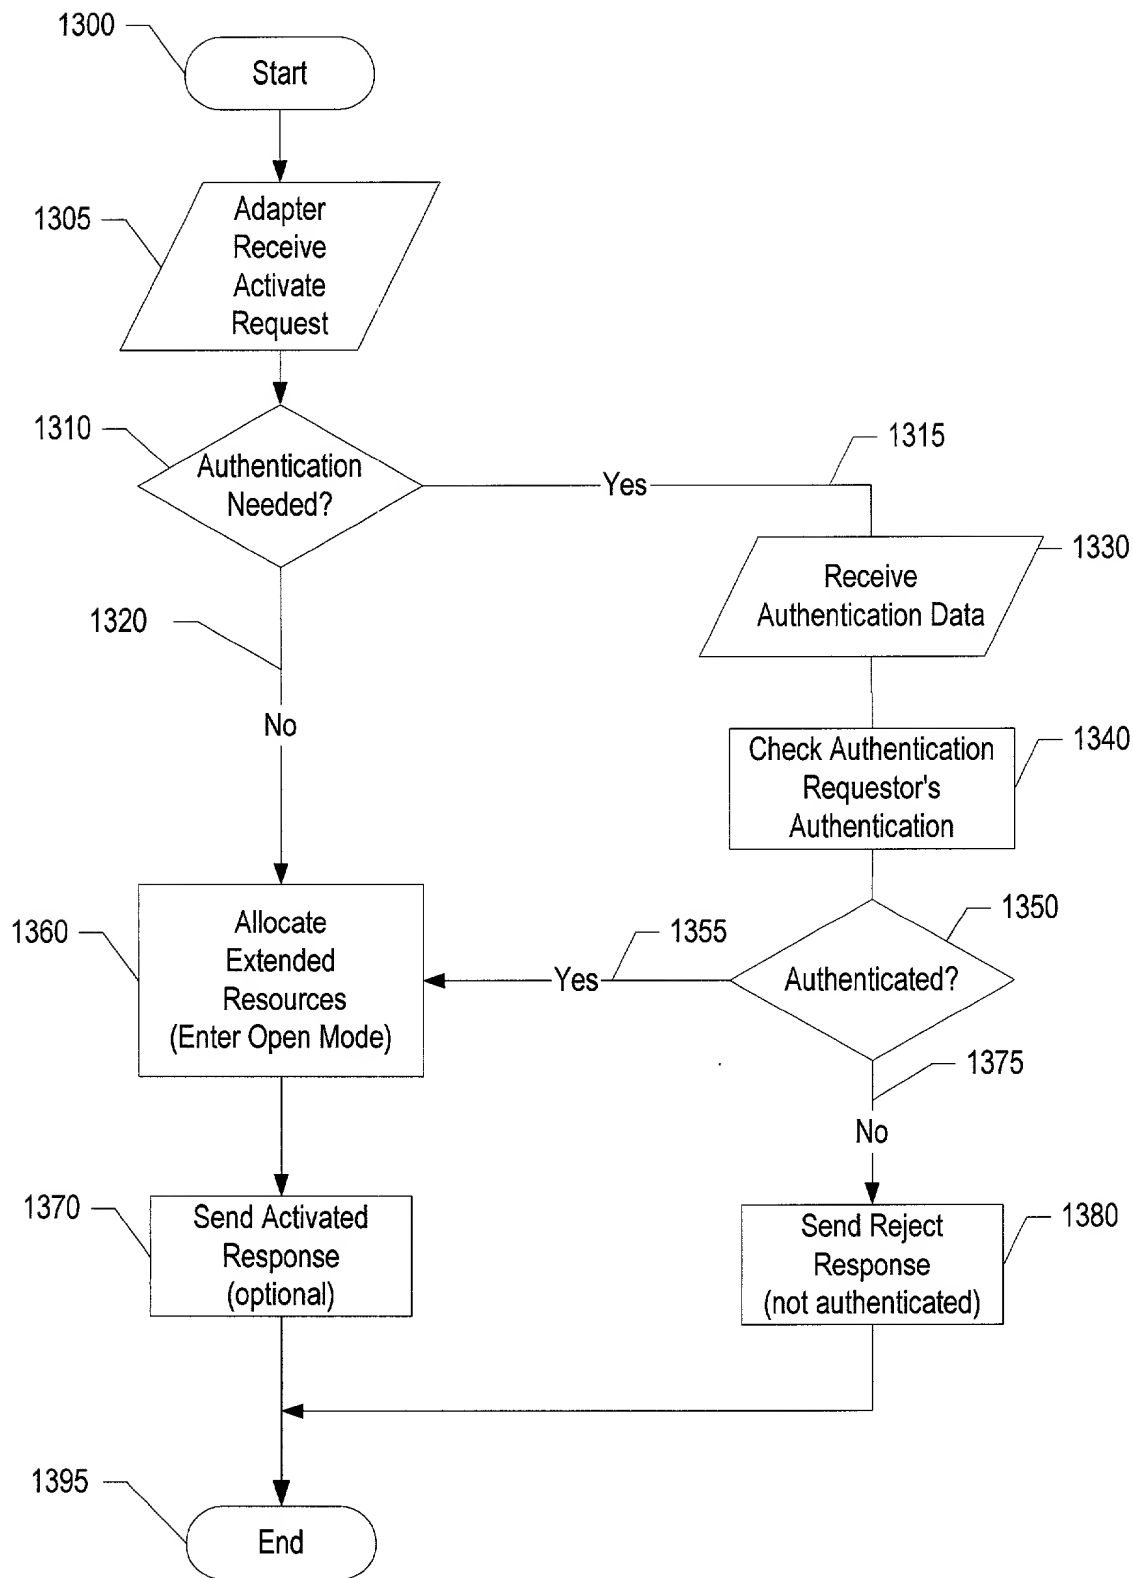 1300
Start
1305
Adapter
Receive
Activate
Request
1310
Authentication
Needed?
Yes
1315
1320
No
1330
Receive
Authentication Data
1340
Check Authentication
Requestor's
Authentication
1350
Authenticated?
1355
Yes
1360
Allocate
Extended
Resources
(Enter Open Mode)
1375
No
1370
Send Activated
Response
(optional)
1380
Send Reject
Response
(not authenticated)
1395
End